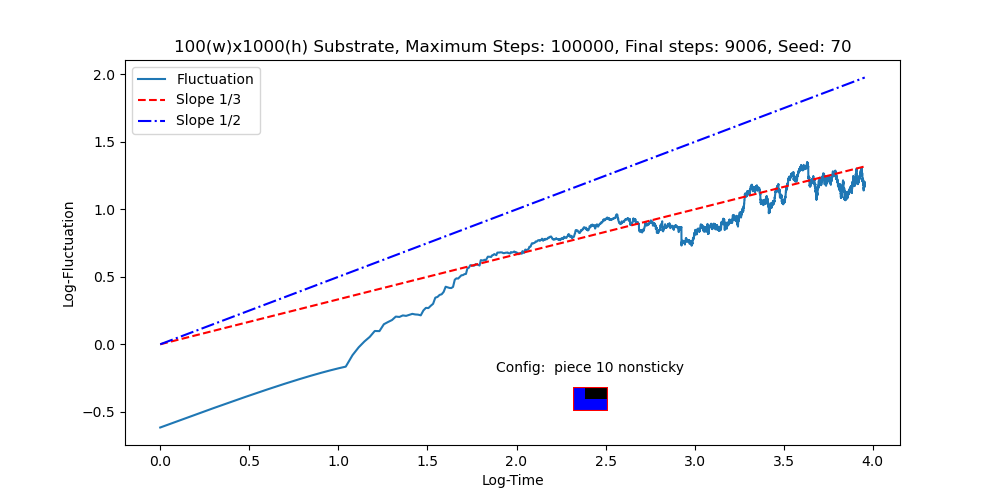 100(w)x1000(h) Substrate, Maximum Steps: 100000, Final steps: 9006, Seed: 70
Fluctuation
Slope 1/3
Slope 1/2
Log-Fluctuation
2.0
1.5
1.0
0.5
0.0
−0.5
Config:  piece 10 nonsticky
0.0 0.5 1.0 1.5 2.0 2.5 3.0 3.5 4.0
Log-Time